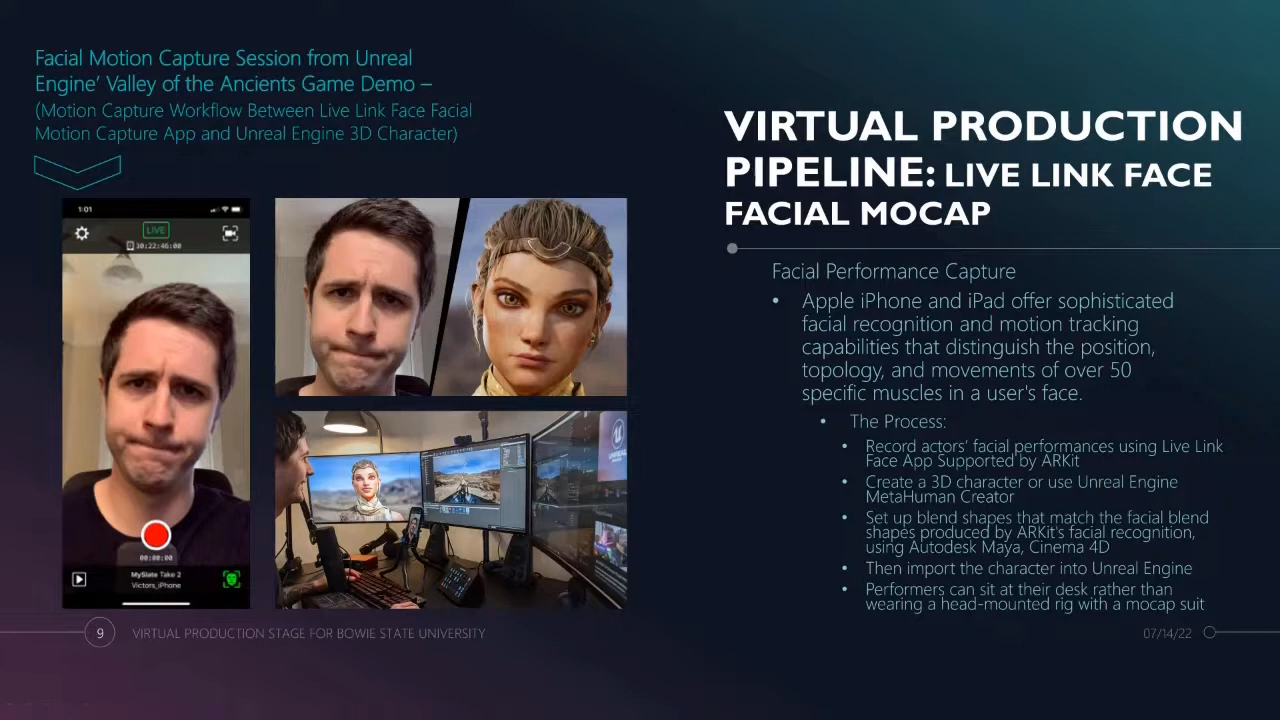 Facial Motion Capture Session from Unreal
Engine’ Valley of the Ancients Game Demo –
(Motion Capture Workflow Between Live Link Face Facial
Motion Capture App and Unreal Engine 3D Character)
1:01
LIVE
30:22:46:00
00:00:00
MySlate Take 2
Victors_iPhone
VIRTUAL PRODUCTION
PIPELINE: LIVE LINK FACE
FACIAL MOCAP
Facial Performance Capture
• Apple iPhone and iPad offer sophisticated
facial recognition and motion tracking
capabilities that distinguish the position,
topology, and movements of over 50
specific muscles in a user's face.
• The Process:
• Record actors’ facial performances using Live Link
Face App Supported by ARKit
• Create a 3D character or use Unreal Engine
MetaHuman Creator
• Set up blend shapes that match the facial blend
shapes produced by ARKit's facial recognition,
using Autodesk Maya, Cinema 4D
• Then import the character into Unreal Engine
• Performers can sit at their desk rather than
wearing a head-mounted rig with a mocap suit
9
VIRTUAL PRODUCTION STAGE FOR BOWIE STATE UNIVERSITY
07/14/22